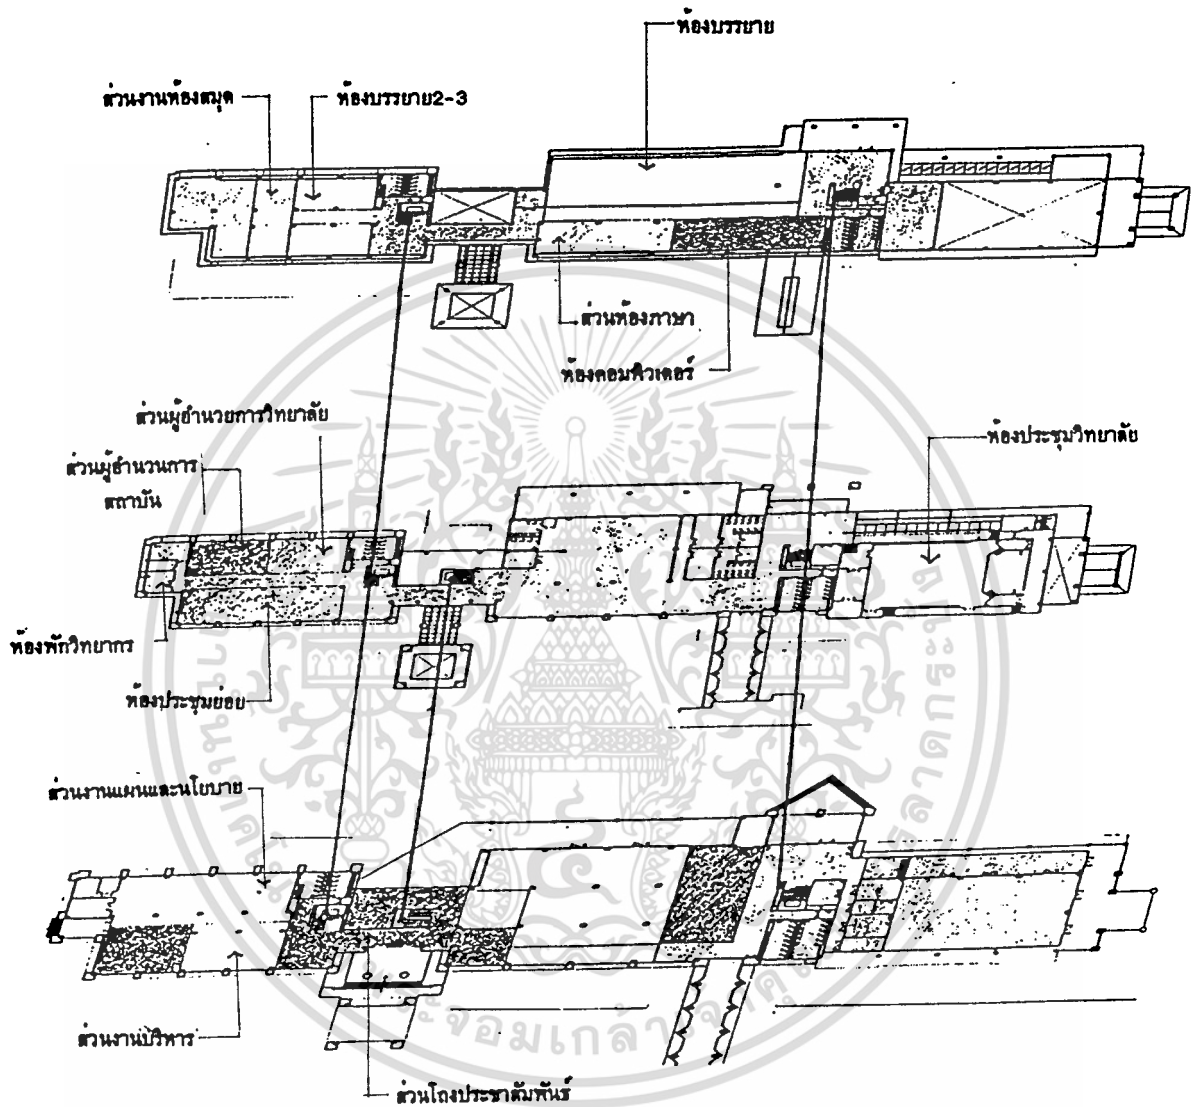 ห้องบรรยาย
ส่วนงานห้องสมุด
ห้องบรรยาย2-3
ส่วนห้องภาษา
ห้องคอมพิวเตอร์
ส่วนผู้อำนวยการวิทยาลัย
ส่วนผู้อำนวนการ
สถาบัน
ห้องประชุมวิทยาลัย
ห้องพักวิทยากร
ห้องประชุมย่อย
ส่วนงานแผนและนโยบาย
ส่วนงานบริหาร
ส่วนโถงประชาสัมพันธ์